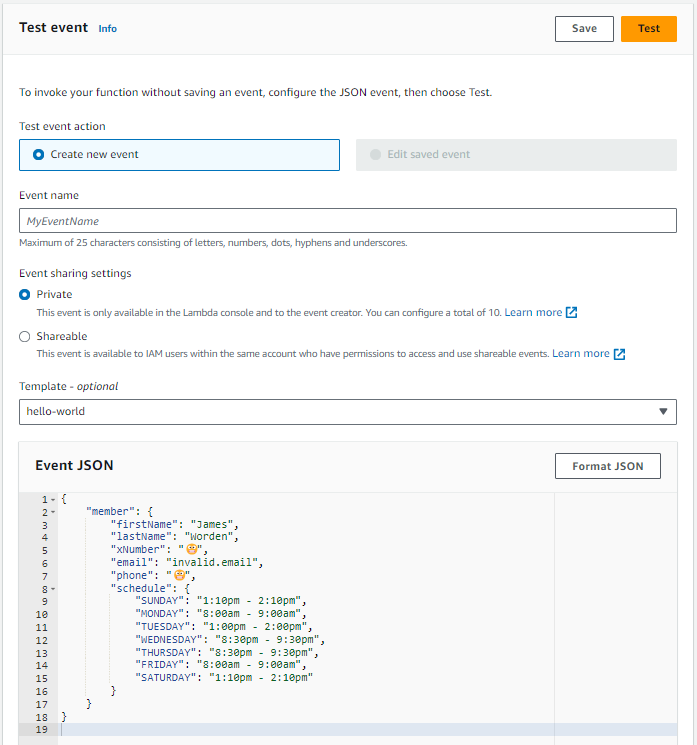 Test event Info Save Test
To invoke your function without saving an event, configure the JSON event, then choose Test.
Test event action
Create new event Edit saved event
Event name
MyEventName
Maximum of 25 characters consisting of letters, numbers, dots, hyphens and underscores.
Event sharing settings
Private
This event is only available in the Lambda console and to the event creator. You can configure a total of 10. Learn more
Shareable
This event is available to IAM users within the same account who have permissions to access and use shareable events. Learn more
Template - optional
hello-world
Event JSON Format JSON
1 {
2 "member": {
3 "firstName": "James",
4 "lastName": "Worden",
5 "xNumber": "🐵",
6 "email": "invalid.email",
7 "phone": "🐵",
8 "schedule": {
9 "SUNDAY": "1:10pm - 2:10pm",
10 "MONDAY": "8:00am - 9:00am",
11 "TUESDAY": "1:00pm - 2:00pm",
12 "WEDNESDAY": "8:30pm - 9:30pm",
13 "THURSDAY": "8:30pm - 9:30pm",
14 "FRIDAY": "8:00am - 9:00am",
15 "SATURDAY": "1:10pm - 2:10pm"
16 }
17 }
18 }
19